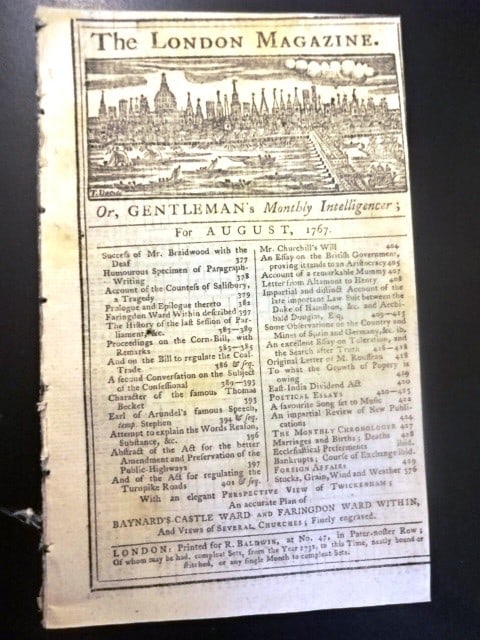 The LONDON MAGAZINE.
Or, GENTLEMAN's Monthly Intelligencer;
For AUGUST, 1767.
Success of Mr. Braidwood with the
Deaf 377
Humourous Specimen of Paragraph-
Writing 378
Account of the Countess of Salisbury,
a Tragedy 379
Prologue and Epilogue thereto 382
Faringdon Ward Within described 397
The History of the last Session of Par-
liament, &c. 383—389
Proceedings on the Corn-Bill, with
Remarks 383—385
And on the Bill to regulate the Coal-
Trade 386 & seq.
A second Conversation on the Subject
of the Confessional 389—393
Character of the famous Thomas
Becket 393
Earl of Arundel's famous Speech,
temp. Stephen 394 & seq.
Attempt to explain the Words Reason,
Substance, &c. 396
Abstract of the Act for the better
Amendment and Preservation of the
Public-Highways 397
And of the Act for regulating the
Turnpike Roads 401 & seq.
Mr. Churchill's Will 404
An Essay on the British Government,
proving it tends to an Aristocracy 405
Account of a remarkable Mummy 407
Letter from Altamont to Henry 408
Impartial and distinct Account of the
late important Law Suit between the
Duke of Hamilton, &c. and Archi-
bald Douglas, Esq. 409—415
Some Observations on the Country and
Mines of Spain and Germany, &c. ib.
An excellent Essay on Toleration, and
the Search after Truth 416—418
Original Letter of M. Rousseau 418
To what the Growth of Popery is
owing
East-India Dividend Act 420
POETICAL ESSAYS 420—425
A favourite Song set to Music
An impartial Review of New Publi-
cations
THE MONTHLY CHRONOLOGER 427
Marriages and Births; Deaths 428
Ecclesiastical Preferments ibid.
Bankrupts; Course of Exchange ibid.
FOREIGN AFFAIRS 429
Stocks, Grain, Wind and Weather 376
With an elegant PERSPECTIVE VIEW of TWICKENHAM;
An accurate Plan of
BAYNARD'S-CASTLE WARD AND FARINGDON WARD WITHIN,
And VIEWS of SEVERAL CHURCHES; Finely engraved.
LONDON: Printed for R. BALDWIN, at No. 47, in Pater-noster Row;
Of whom may be had, compleat Sets, from the Year 1732, to this Time, neatly bound or
stitched, or any single Month to compleat Sets.